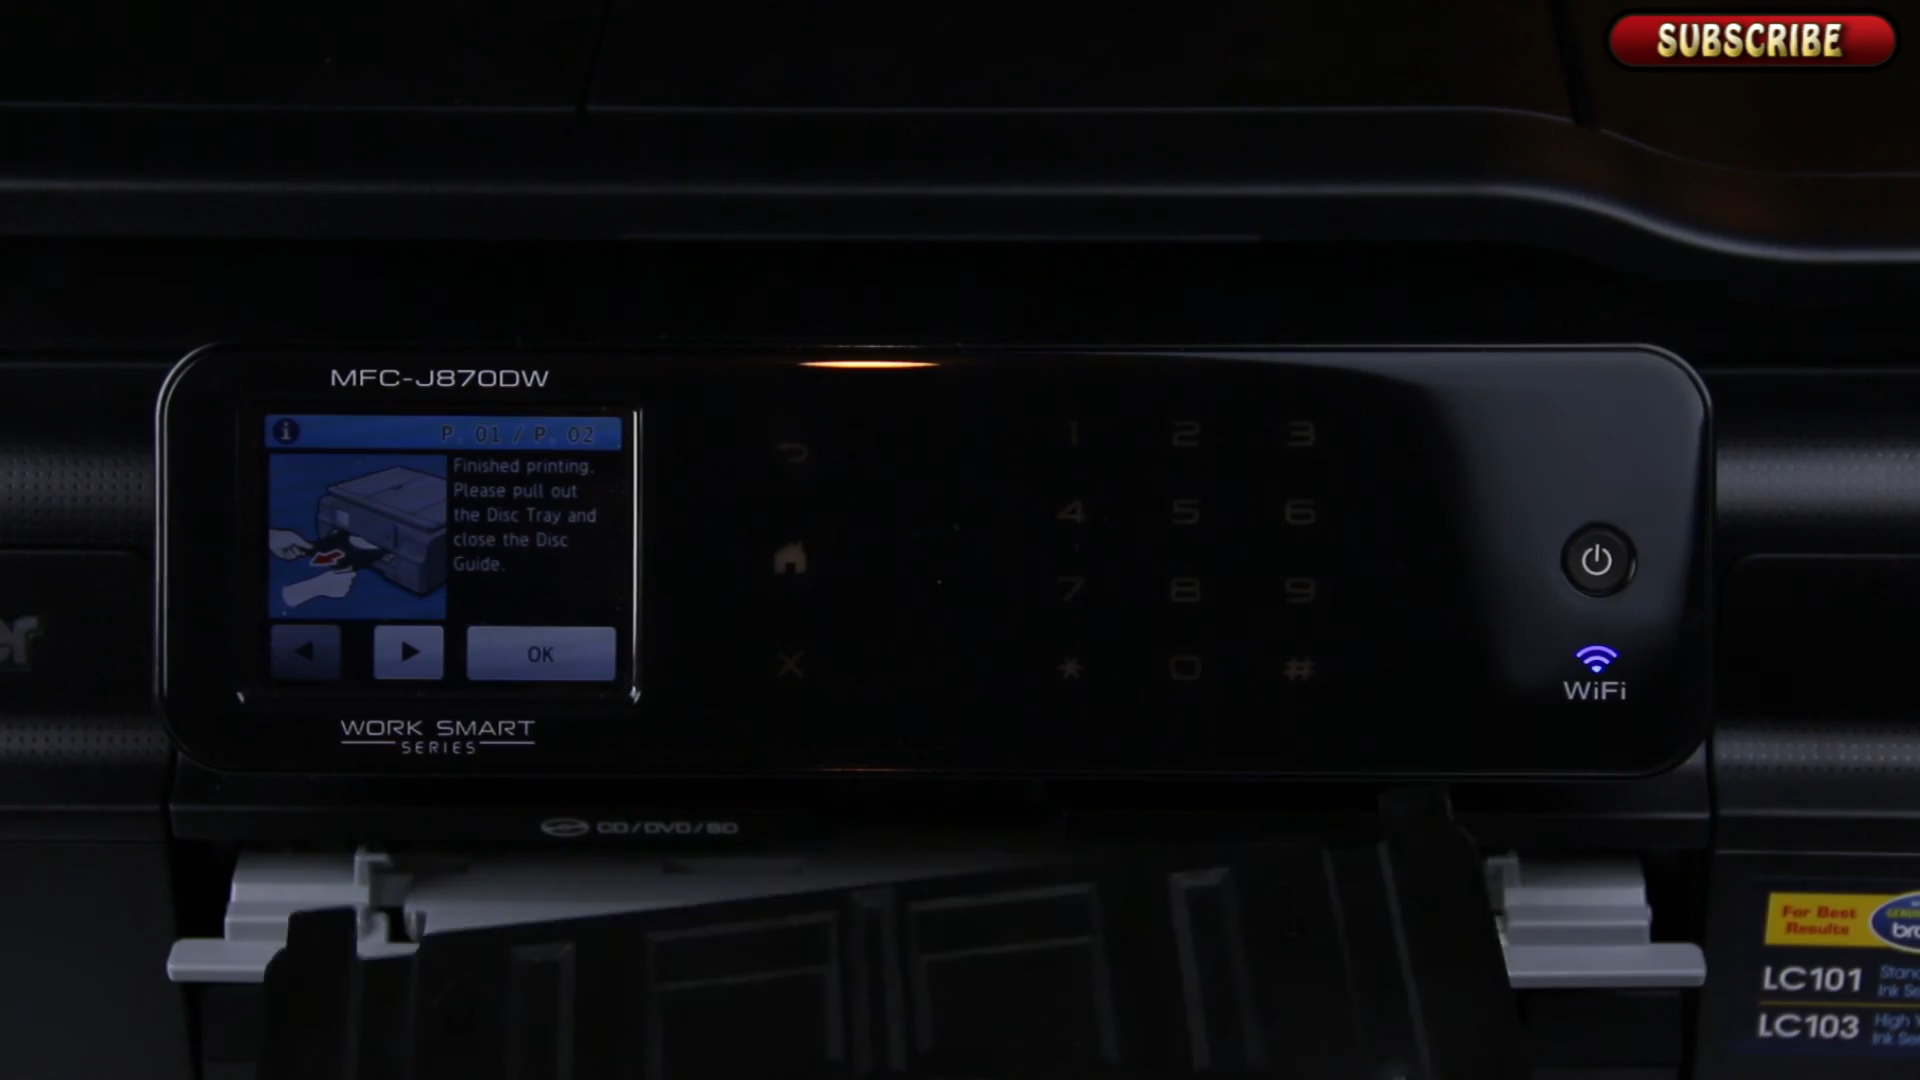 SUBSCRIBE
MFC-J870DW
P. 01 / P. 02
Finished printing.
Please pull out
the Disc Tray and
close the Disc
Guide.
OK
WORK SMART
SERIES
1 2 3
4 5 6
7 8 9
* 0 #
WiFi
CD/DVD/BD
For Best
Results
LC101
LC103
High
Ink